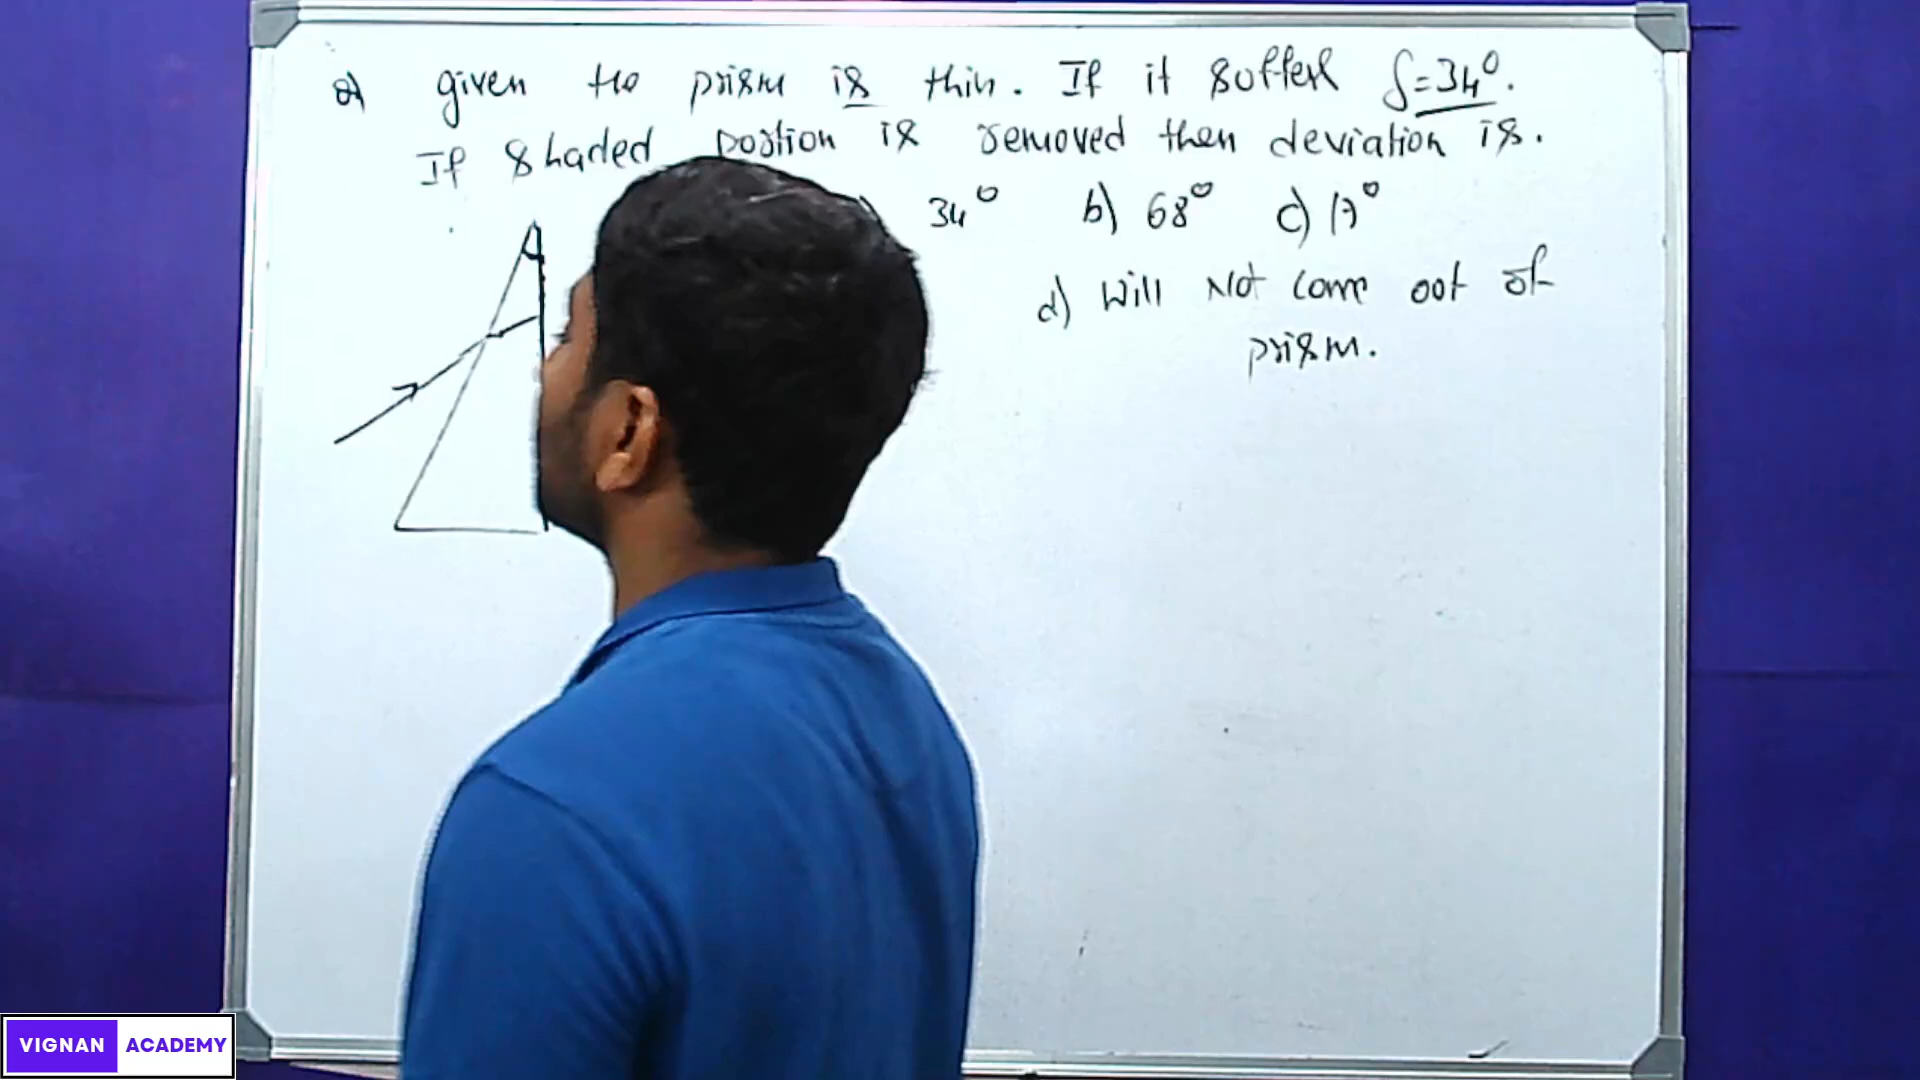 Q) given the prism is thin. If it suffer δ=34°.
If shaded portion is removed then deviation is.
34° b) 68° c) 17°
d) Will Not come out of
prism.
VIGNAN ACADEMY